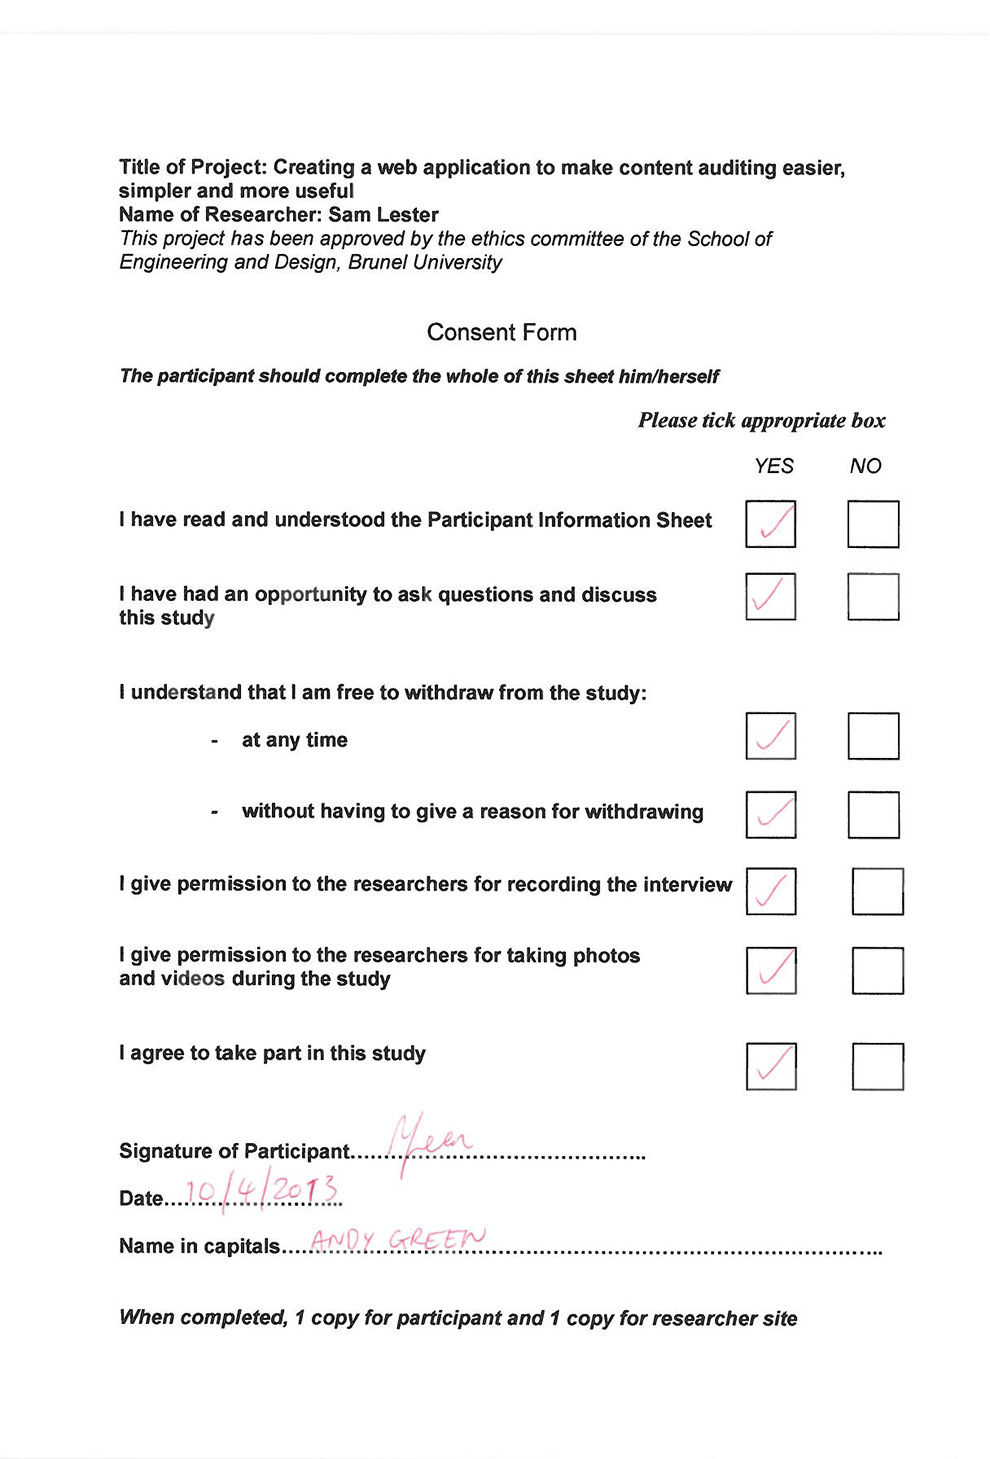 Title of Project: Creating a web application to make content auditing easier,
simpler and more useful
Name of Researcher: Sam Lester
This project has been approved by the ethics committee of the School of
Engineering and Design, Brunel University
Consent Form
The participant should complete the whole of this sheet him/herself
Please tick appropriate box
YES NO
I have read and understood the Participant Information Sheet
I have had an opportunity to ask questions and discuss
this study
I understand that I am free to withdraw from the study:
- at any time
- without having to give a reason for withdrawing
I give permission to the researchers for recording the interview
I give permission to the researchers for taking photos
and videos during the study
I agree to take part in this study
Signature of Participant
Date 10/4/2013
Name in capitals ANDY GREEN
When completed, 1 copy for participant and 1 copy for researcher site